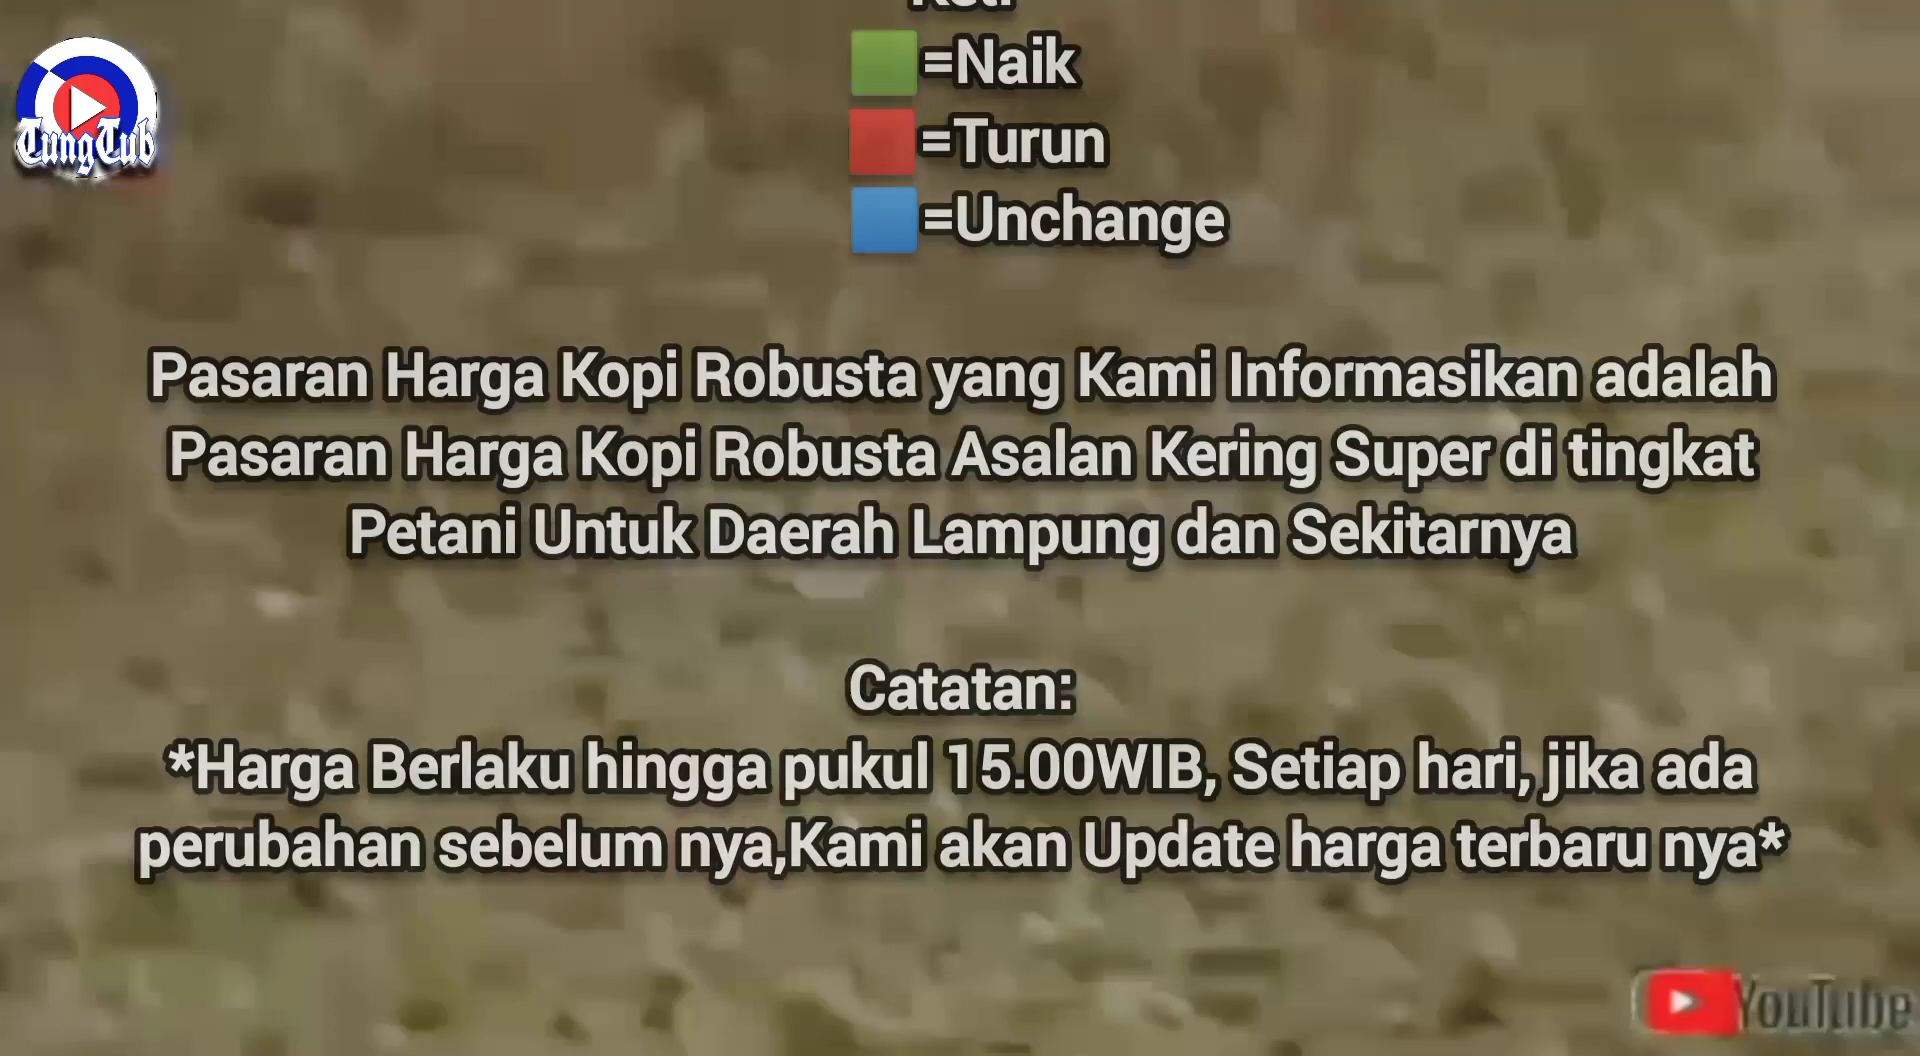 =Naik
=Turun
=Unchange
TungTub
Pasaran Harga Kopi Robusta yang Kami Informasikan adalah
Pasaran Harga Kopi Robusta Asalan Kering Super di tingkat
Petani Untuk Daerah Lampung dan Sekitarnya
Catatan:
*Harga Berlaku hingga pukul 15.00WIB, Setiap hari, jika ada
perubahan sebelum nya,Kami akan Update harga terbaru nya*
YouTube